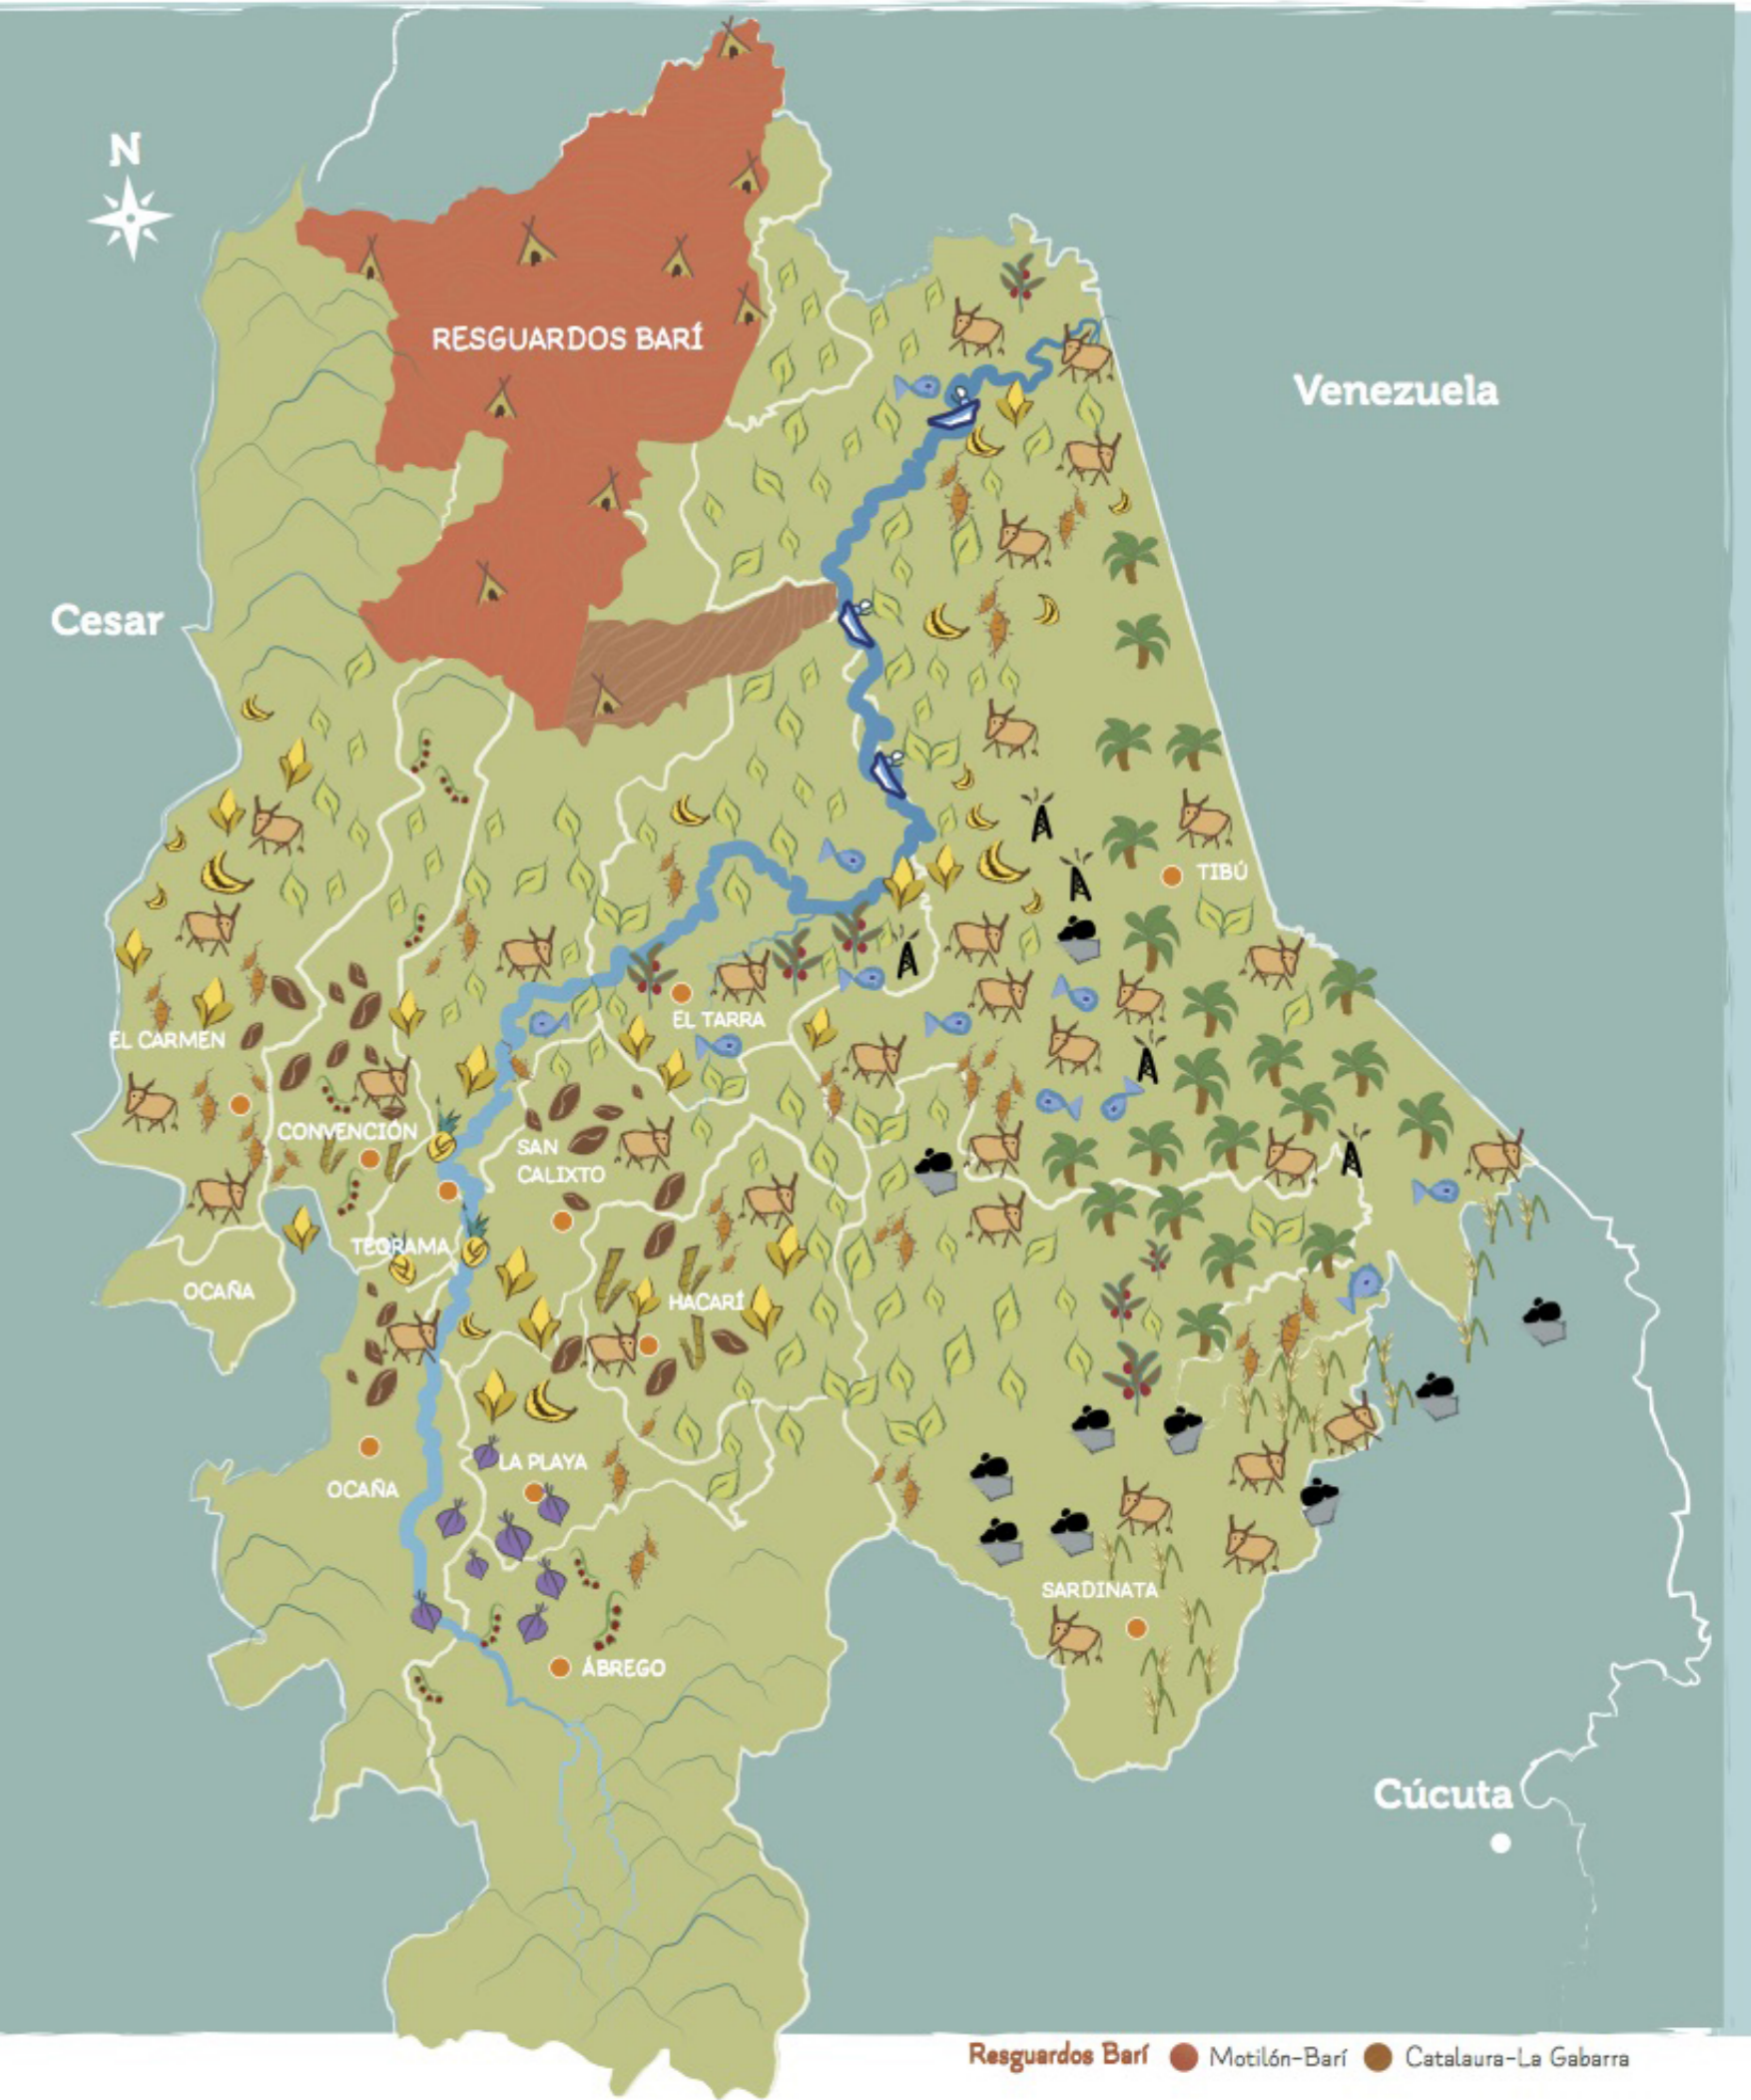 N
RESGUARDOS BARÍ
Venezuela
Cesar
TIBÚ
EL TARRA
EL CARMEN
CONVENCIÓN
SAN
CALIXTO
TEORAMA
OCAÑA
HACARÍ
LA PLAYA
OCAÑA
SARDINATA
ÁBREGO
Cúcuta
Resguardos Barí Motilón-Barí Catalaura-La Gabarra